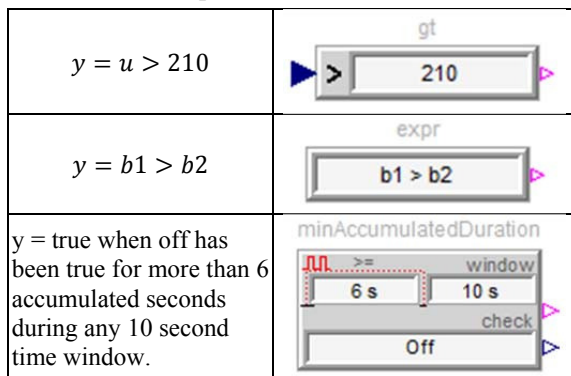 gt
y = u > 210
> 210
expr
y = b1 > b2
b1 > b2
y = true when off has
been true for more than 6
accumulated seconds
during any 10 second
time window.
minAccumulatedDuration
>= window
6 s 10 s
check
Off